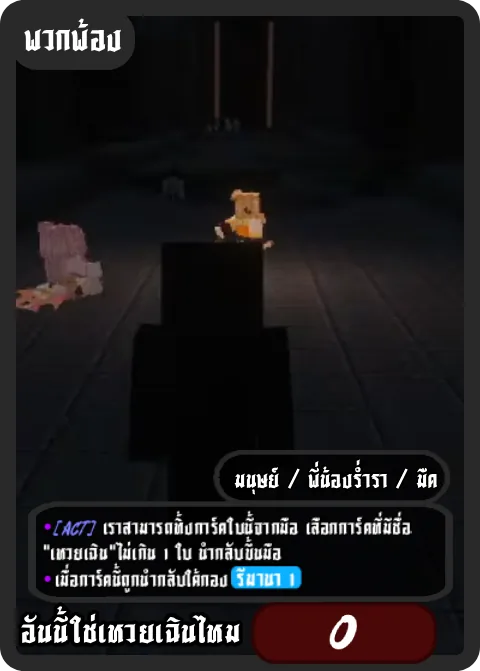 พวกพ้อง
มนุษย์ / พี่น้องร่ำรา / มืด
•[ACT] เราสามารถทิ้งการ์ดใบนี้จากมือ เลือกการ์ดที่มีชื่อ
"เหวยเฉิน"ไม่เกิน 1 ใบ นำกลับขึ้นมือ
•เมื่อการ์ดนี้ถูกนำกลับใต้กอง รีมานา 1
อันนี้ใช่เหวยเฉินไหม
0